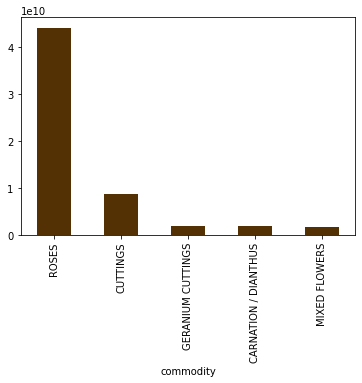 1e10
4
3
2
1
0
ROSES
CUTTINGS
GERANIUM CUTTINGS
CARNATION / DIANTHUS
MIXED FLOWERS
commodity